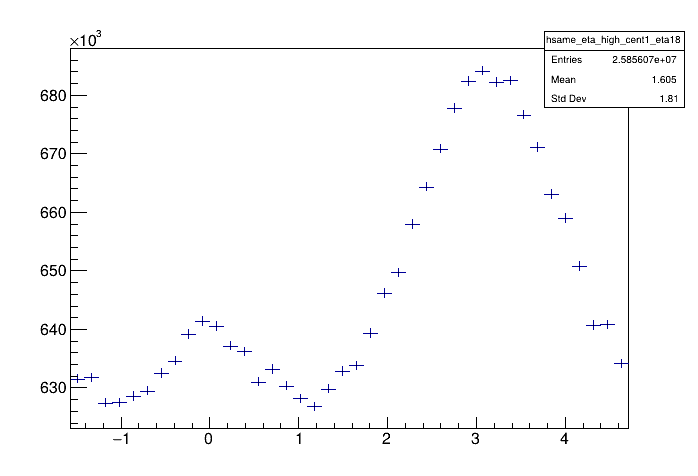 ×10³
hsame_eta_high_cent1_eta18
Entries 2.585607e+07
Mean 1.605
Std Dev 1.81
680
670
660
650
640
630
−1 0 1 2 3 4